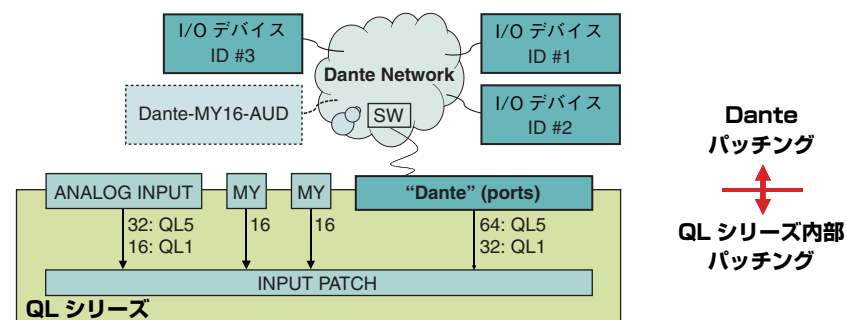 I/O デバイス
ID #3
I/O デバイス
ID #1
Dante Network
Dante-MY16-AUD
SW
I/O デバイス
ID #2
Dante
パッチング
ANALOG INPUT
MY
MY
“Dante” (ports)
32: QL5
16: QL1
16
16
64: QL5
32: QL1
QL シリーズ内部
パッチング
INPUT PATCH
QL シリーズ